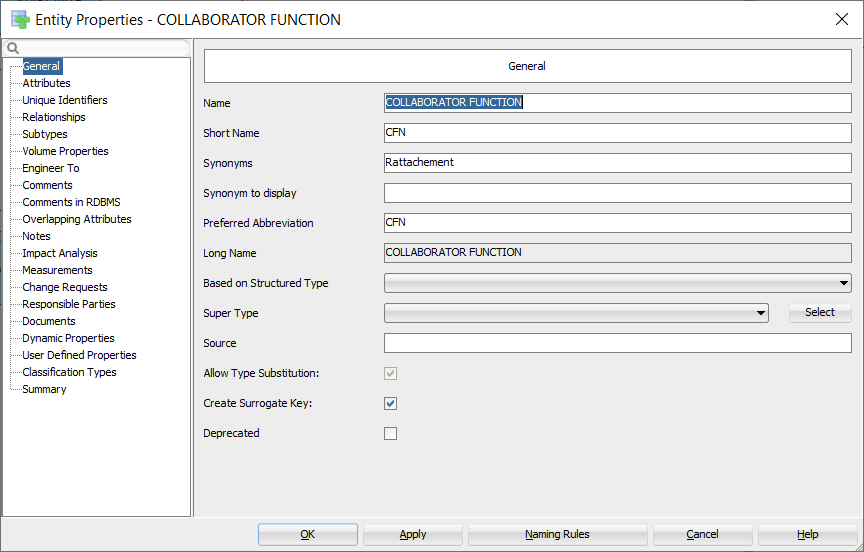 Entity Properties - COLLABORATOR FUNCTION
General
Attributes
Unique Identifiers
Relationships
Subtypes
Volume Properties
Engineer To
Comments
Comments in RDBMS
Overlapping Attributes
Notes
Impact Analysis
Measurements
Change Requests
Responsible Parties
Documents
Dynamic Properties
User Defined Properties
Classification Types
Summary
General
Name COLLABORATOR FUNCTION
Short Name CFN
Synonyms Rattachement
Synonym to display
Preferred Abbreviation CFN
Long Name COLLABORATOR FUNCTION
Based on Structured Type
Super Type Select
Source
Allow Type Substitution:
Create Surrogate Key:
Deprecated
OK Apply Naming Rules Cancel Help